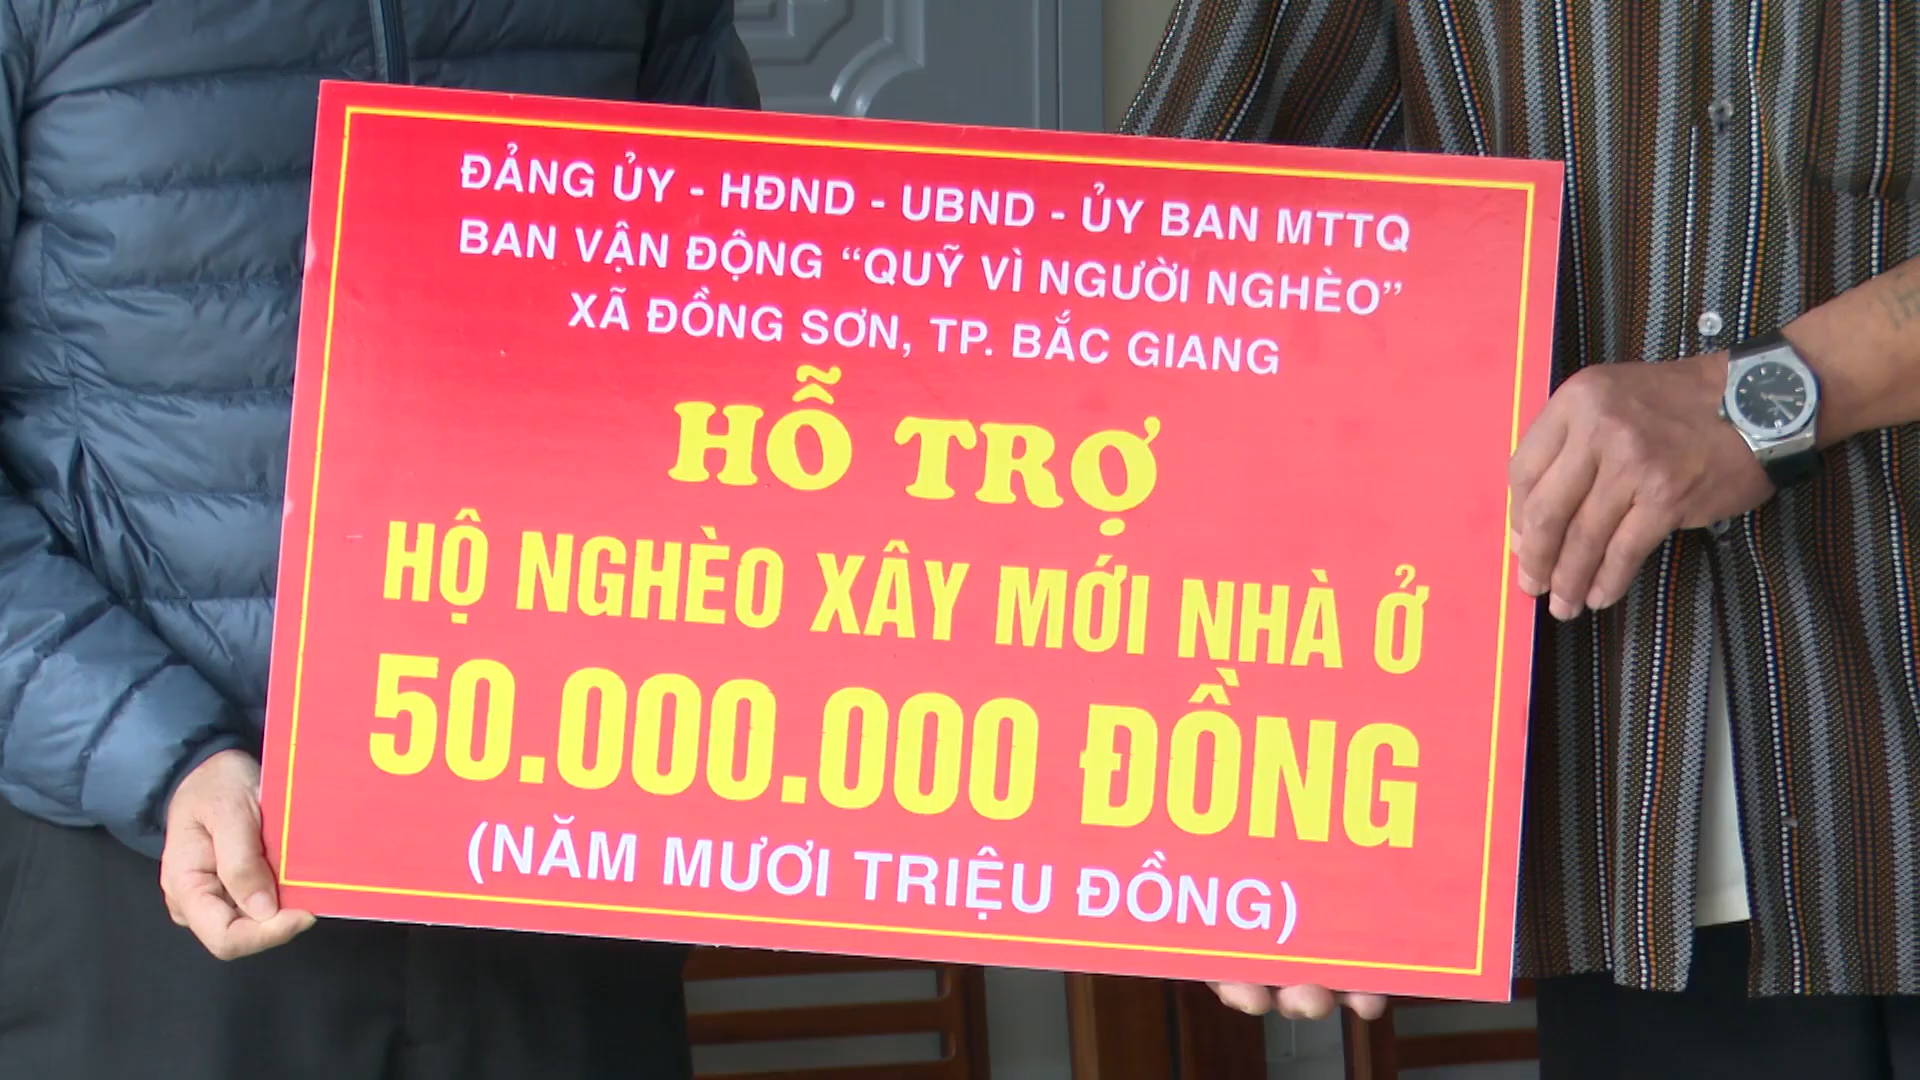 ĐẢNG ỦY - HĐND - UBND - ỦY BAN MTTQ
BAN VẬN ĐỘNG “QUỸ VÌ NGƯỜI NGHÈO”
XÃ ĐỒNG SƠN, TP. BẮC GIANG
HỖ TRỢ
HỘ NGHÈO XÂY MỚI NHÀ Ở
50.000.000 ĐỒNG
(NĂM MƯƠI TRIỆU ĐỒNG)